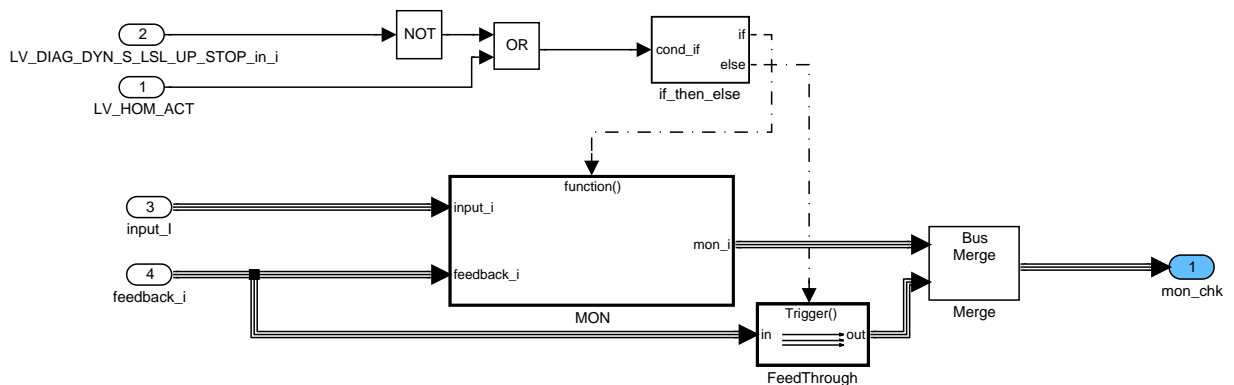 2
NOT
LV_DIAG_DYN_S_LSL_UP_STOP_in_i
OR
1
LV_HOM_ACT
cond_if
if
else
if_then_else
function()
3
input_I
input_i
mon_i
4
feedback_i
feedback_i
MON
Trigger()
in
out
FeedThrough
Bus
Merge
Merge
1
mon_chk